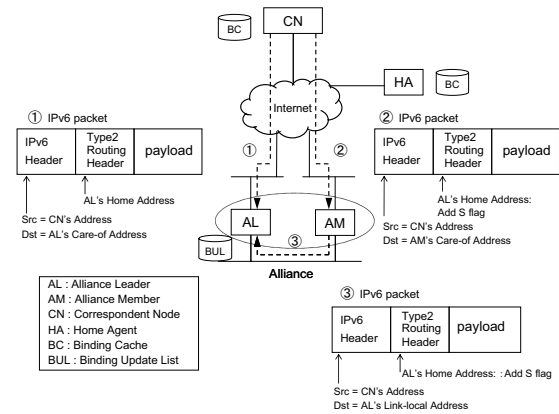 CN
BC
HA
BC
Internet
① IPv6 packet
IPv6
Header
Type2
Routing
Header
payload
AL's Home Address
Src = CN's Address
Dst = AL's Care-of Address
①
②
② IPv6 packet
IPv6
Header
Type2
Routing
Header
payload
AL's Home Address:
Add S flag
Src = CN's Address
Dst = AM's Care-of Address
AL
AM
③
BUL
Alliance
AL : Alliance Leader
AM : Alliance Member
CN : Correspondent Node
HA : Home Agent
BC : Binding Cache
BUL : Binding Update List
③ IPv6 packet
IPv6
Header
Type2
Routing
Header
payload
AL's Home Address: : Add S flag
Src = CN's Address
Dst = AL's Link-local Address